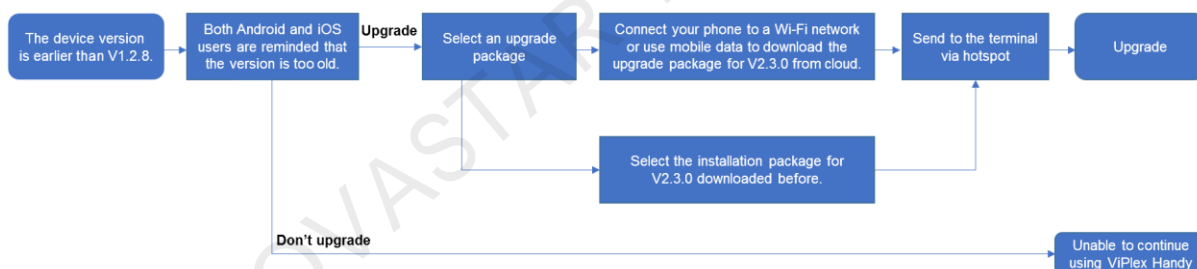 The device version
is earlier than V1.2.8.
Both Android and iOS
users are reminded that
the version is too old.
Upgrade
Select an upgrade
package
Connect your phone to a Wi-Fi network
or use mobile data to download the
upgrade package for V2.3.0 from cloud.
Send to the terminal
via hotspot
Upgrade
Select the installation package for
V2.3.0 downloaded before.
Don't upgrade
Unable to continue
using ViPlex Handy
OVASTAR